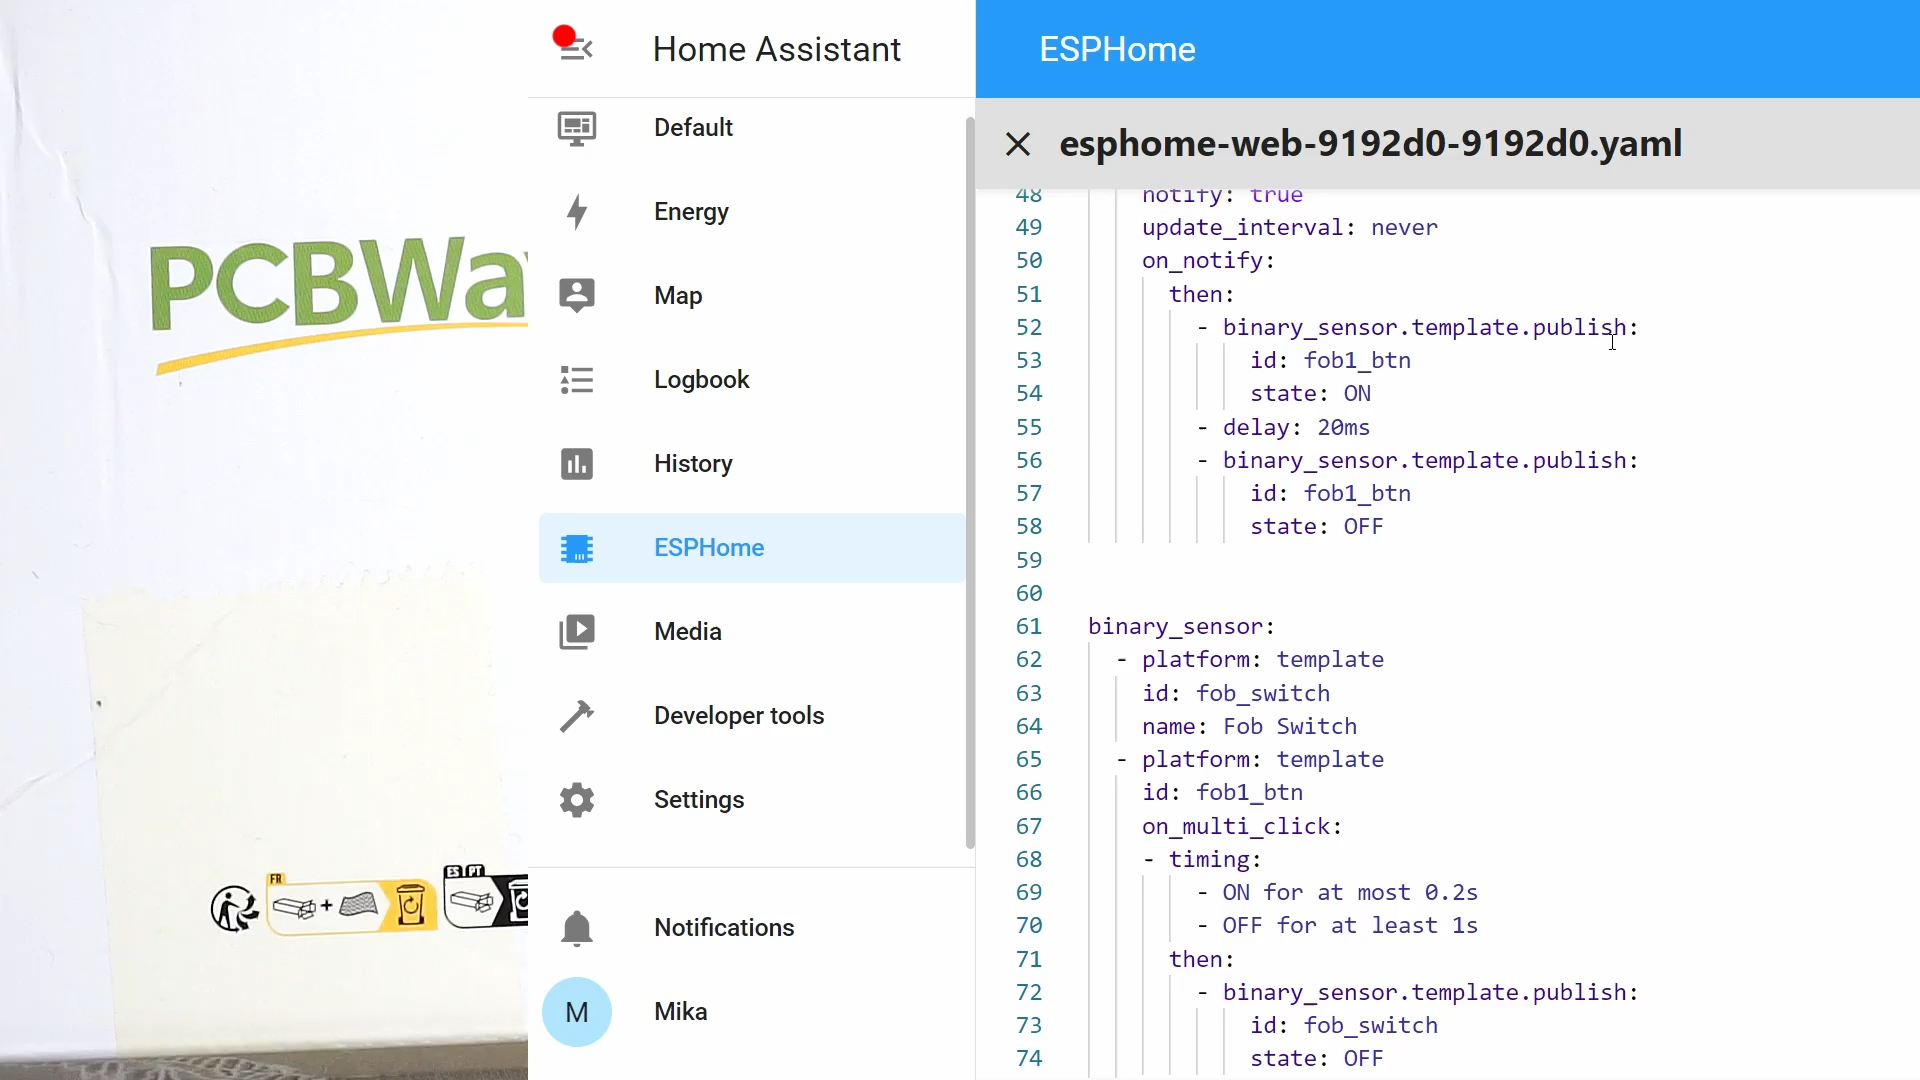 PCBWa
FR
ES PT
Home Assistant
Default
Energy
Map
Logbook
History
ESPHome
Media
Developer tools
Settings
Notifications
M
Mika
ESPHome
esphome-web-9192d0-9192d0.yaml
48 notify: true
49 update_interval: never
50 on_notify:
51 then:
52 - binary_sensor.template.publish:
53 id: fob1_btn
54 state: ON
55 - delay: 20ms
56 - binary_sensor.template.publish:
57 id: fob1_btn
58 state: OFF
59
60
61 binary_sensor:
62 - platform: template
63 id: fob_switch
64 name: Fob Switch
65 - platform: template
66 id: fob1_btn
67 on_multi_click:
68 - timing:
69 - ON for at most 0.2s
70 - OFF for at least 1s
71 then:
72 - binary_sensor.template.publish:
73 id: fob_switch
74 state: OFF